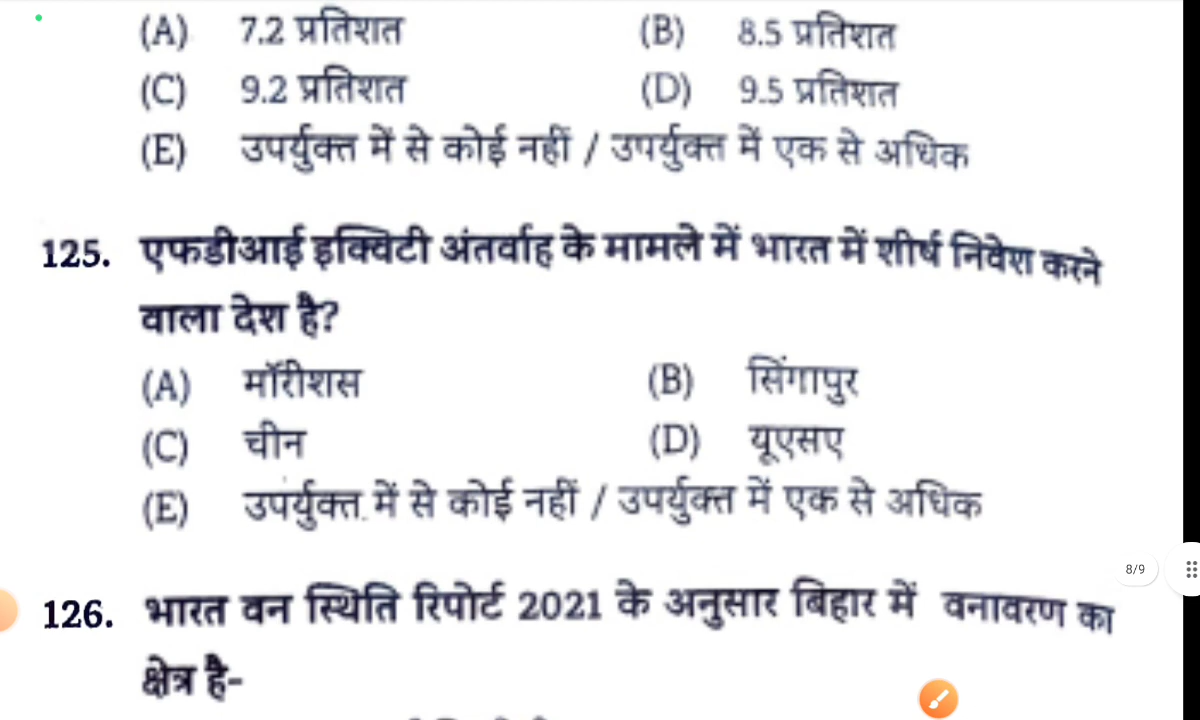 (A) 7.2 प्रतिशत (B) 8.5 प्रतिशत
(C) 9.2 प्रतिशत (D) 9.5 प्रतिशत
(E) उपर्युक्त में से कोई नहीं / उपर्युक्त में एक से अधिक
125. एफडीआई इक्विटी अंतर्वाह के मामले में भारत में शीर्ष निवेश करने
वाला देश है?
(A) मॉरीशस (B) सिंगापुर
(C) चीन (D) यूएसए
(E) उपर्युक्त में से कोई नहीं / उपर्युक्त में एक से अधिक
8/9
126. भारत वन स्थिति रिपोर्ट 2021 के अनुसार बिहार में वनावरण का
क्षेत्र है-